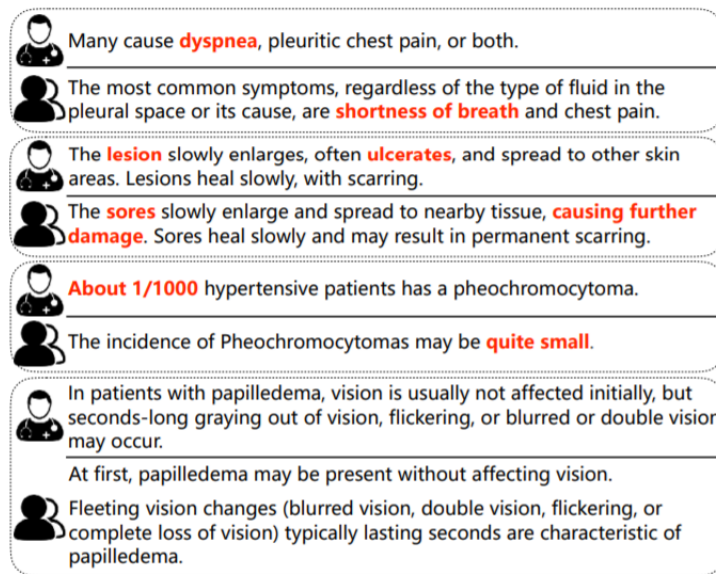 Many cause dyspnea, pleuritic chest pain, or both.
The most common symptoms, regardless of the type of fluid in the
pleural space or its cause, are shortness of breath and chest pain.
The lesion slowly enlarges, often ulcerates, and spread to other skin
areas. Lesions heal slowly, with scarring.
The sores slowly enlarge and spread to nearby tissue, causing further
damage. Sores heal slowly and may result in permanent scarring.
About 1/1000 hypertensive patients has a pheochromocytoma.
The incidence of Pheochromocytomas may be quite small.
In patients with papilledema, vision is usually not affected initially, but
seconds-long graying out of vision, flickering, or blurred or double vision
may occur.
At first, papilledema may be present without affecting vision.
Fleeting vision changes (blurred vision, double vision, flickering, or
complete loss of vision) typically lasting seconds are characteristic of
papilledema.